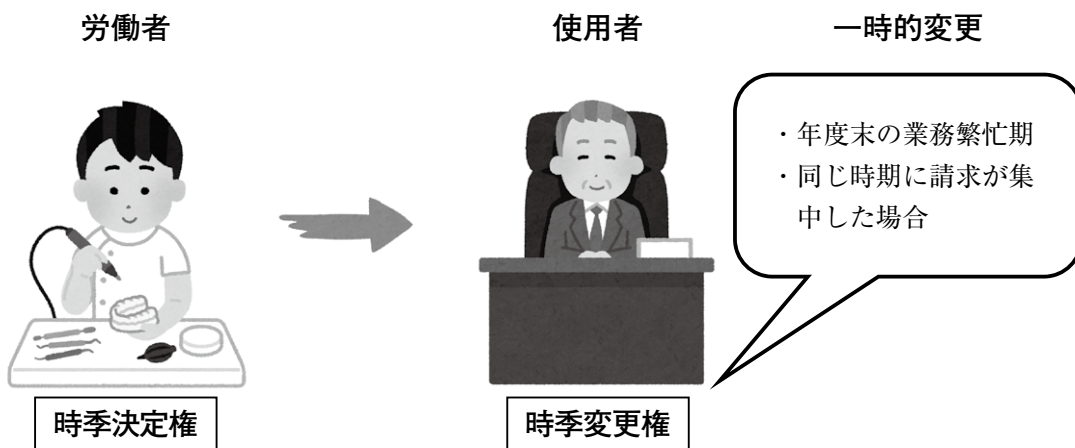 労働者
使用者
一時的変更
・年度末の業務繁忙期
・同じ時期に請求が集
中した場合
時季決定権
時季変更権